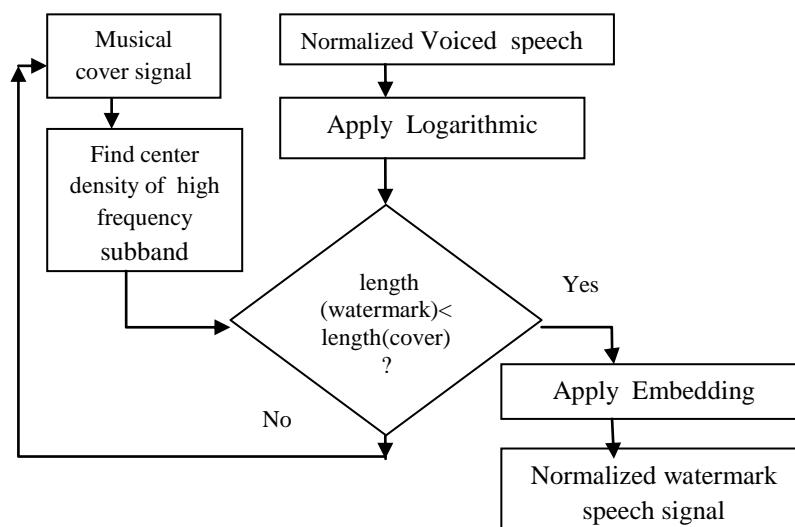 Musical
cover signal
Normalized Voiced speech
Apply Logarithmic
Find center
density of high
frequency
subband
length
(watermark)<
length(cover)
?
Yes
No
Apply Embedding
Normalized watermark
speech signal